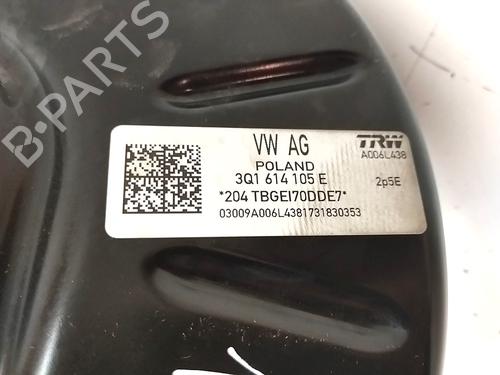 B-PARTS
VW AG
POLAND
3Q1 614 105 E
*204 TBGEI70DDE7*
03009A006L4381731830353
TRW
A006L438
2p5E